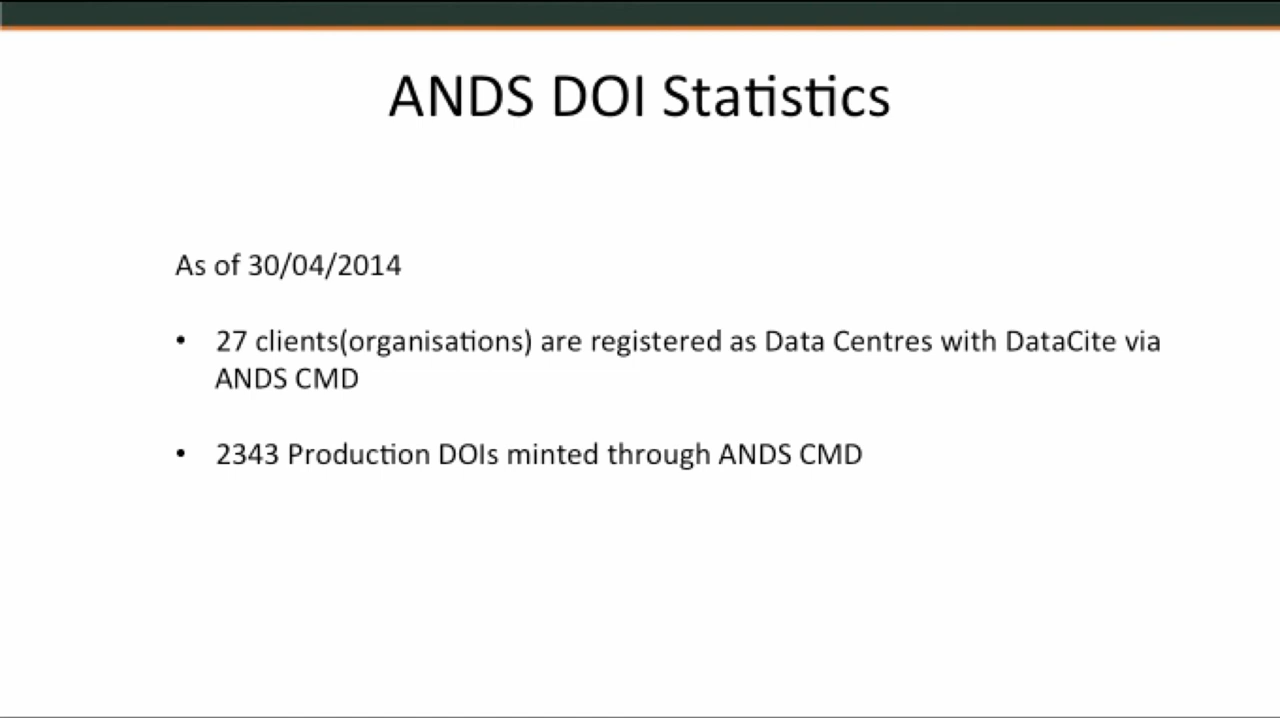 ANDS DOI Statistics
As of 30/04/2014
• 27 clients(organisations) are registered as Data Centres with DataCite via
ANDS CMD
• 2343 Production DOIs minted through ANDS CMD